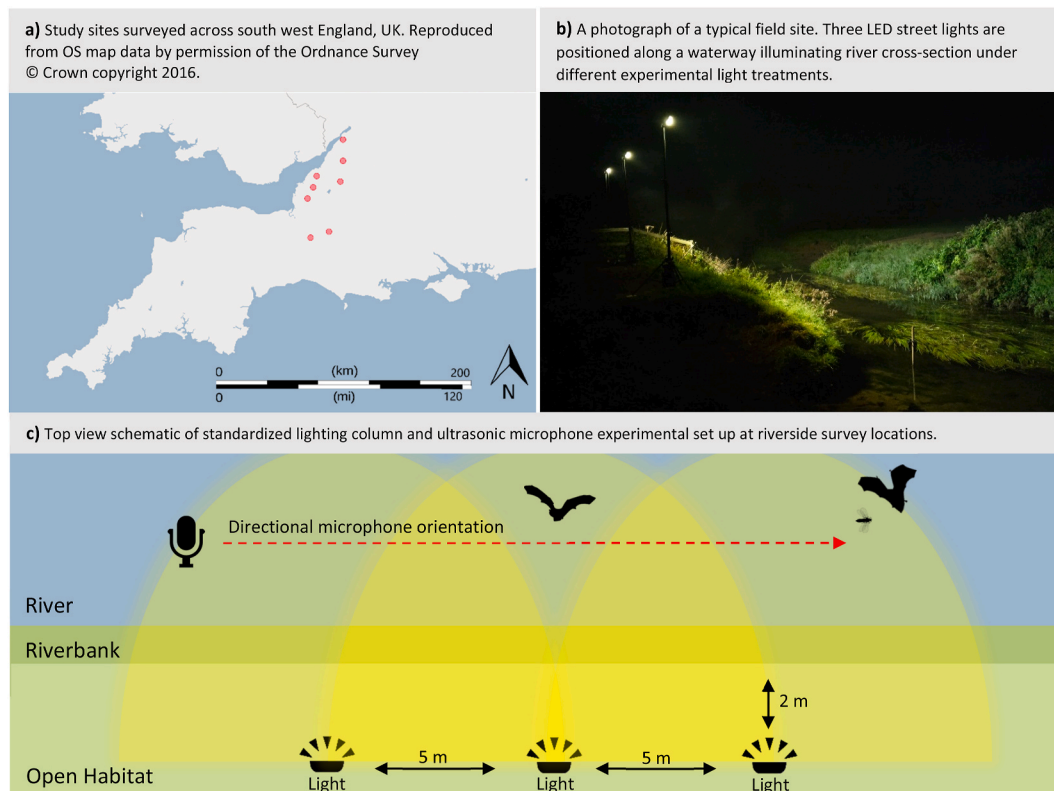 a) Study sites surveyed across south west England, UK. Reproduced
from OS map data by permission of the Ordnance Survey
© Crown copyright 2016.
b) A photograph of a typical field site. Three LED street lights are
positioned along a waterway illuminating river cross-section under
different experimental light treatments.
0 (km) 200
0 (mi) 120
N
c) Top view schematic of standardized lighting column and ultrasonic microphone experimental set up at riverside survey locations.
Directional microphone orientation
River
Riverbank
2 m
5 m 5 m
Open Habitat
Light Light Light